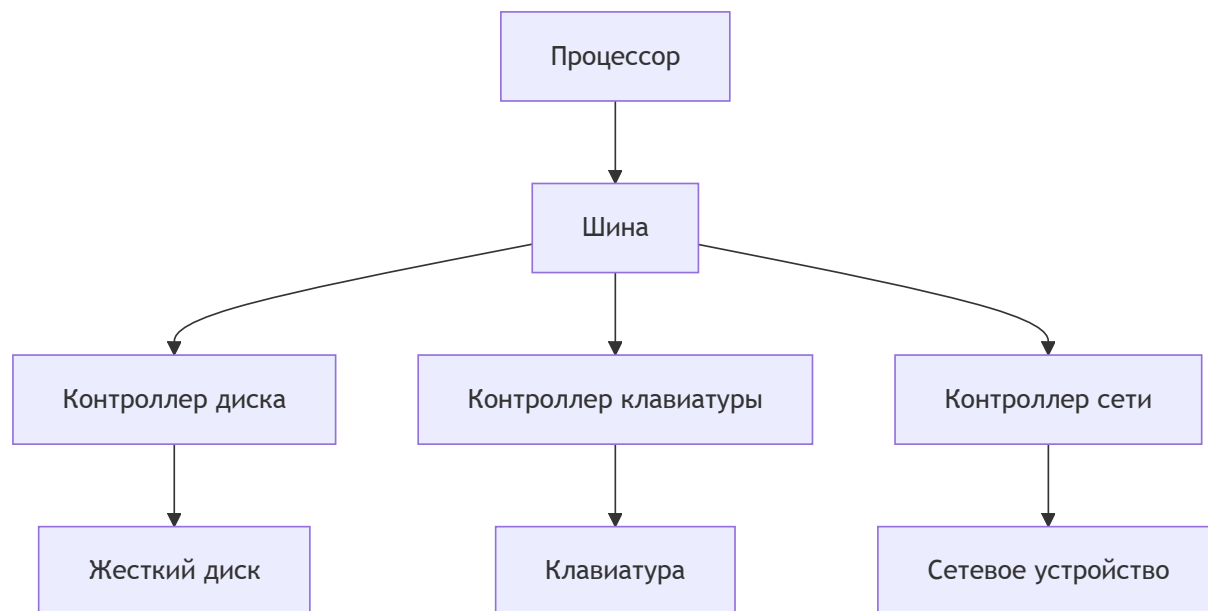 Процессор
Шина
Контроллер диска
Контроллер клавиатуры
Контроллер сети
Жесткий диск
Клавиатура
Сетевое устройство